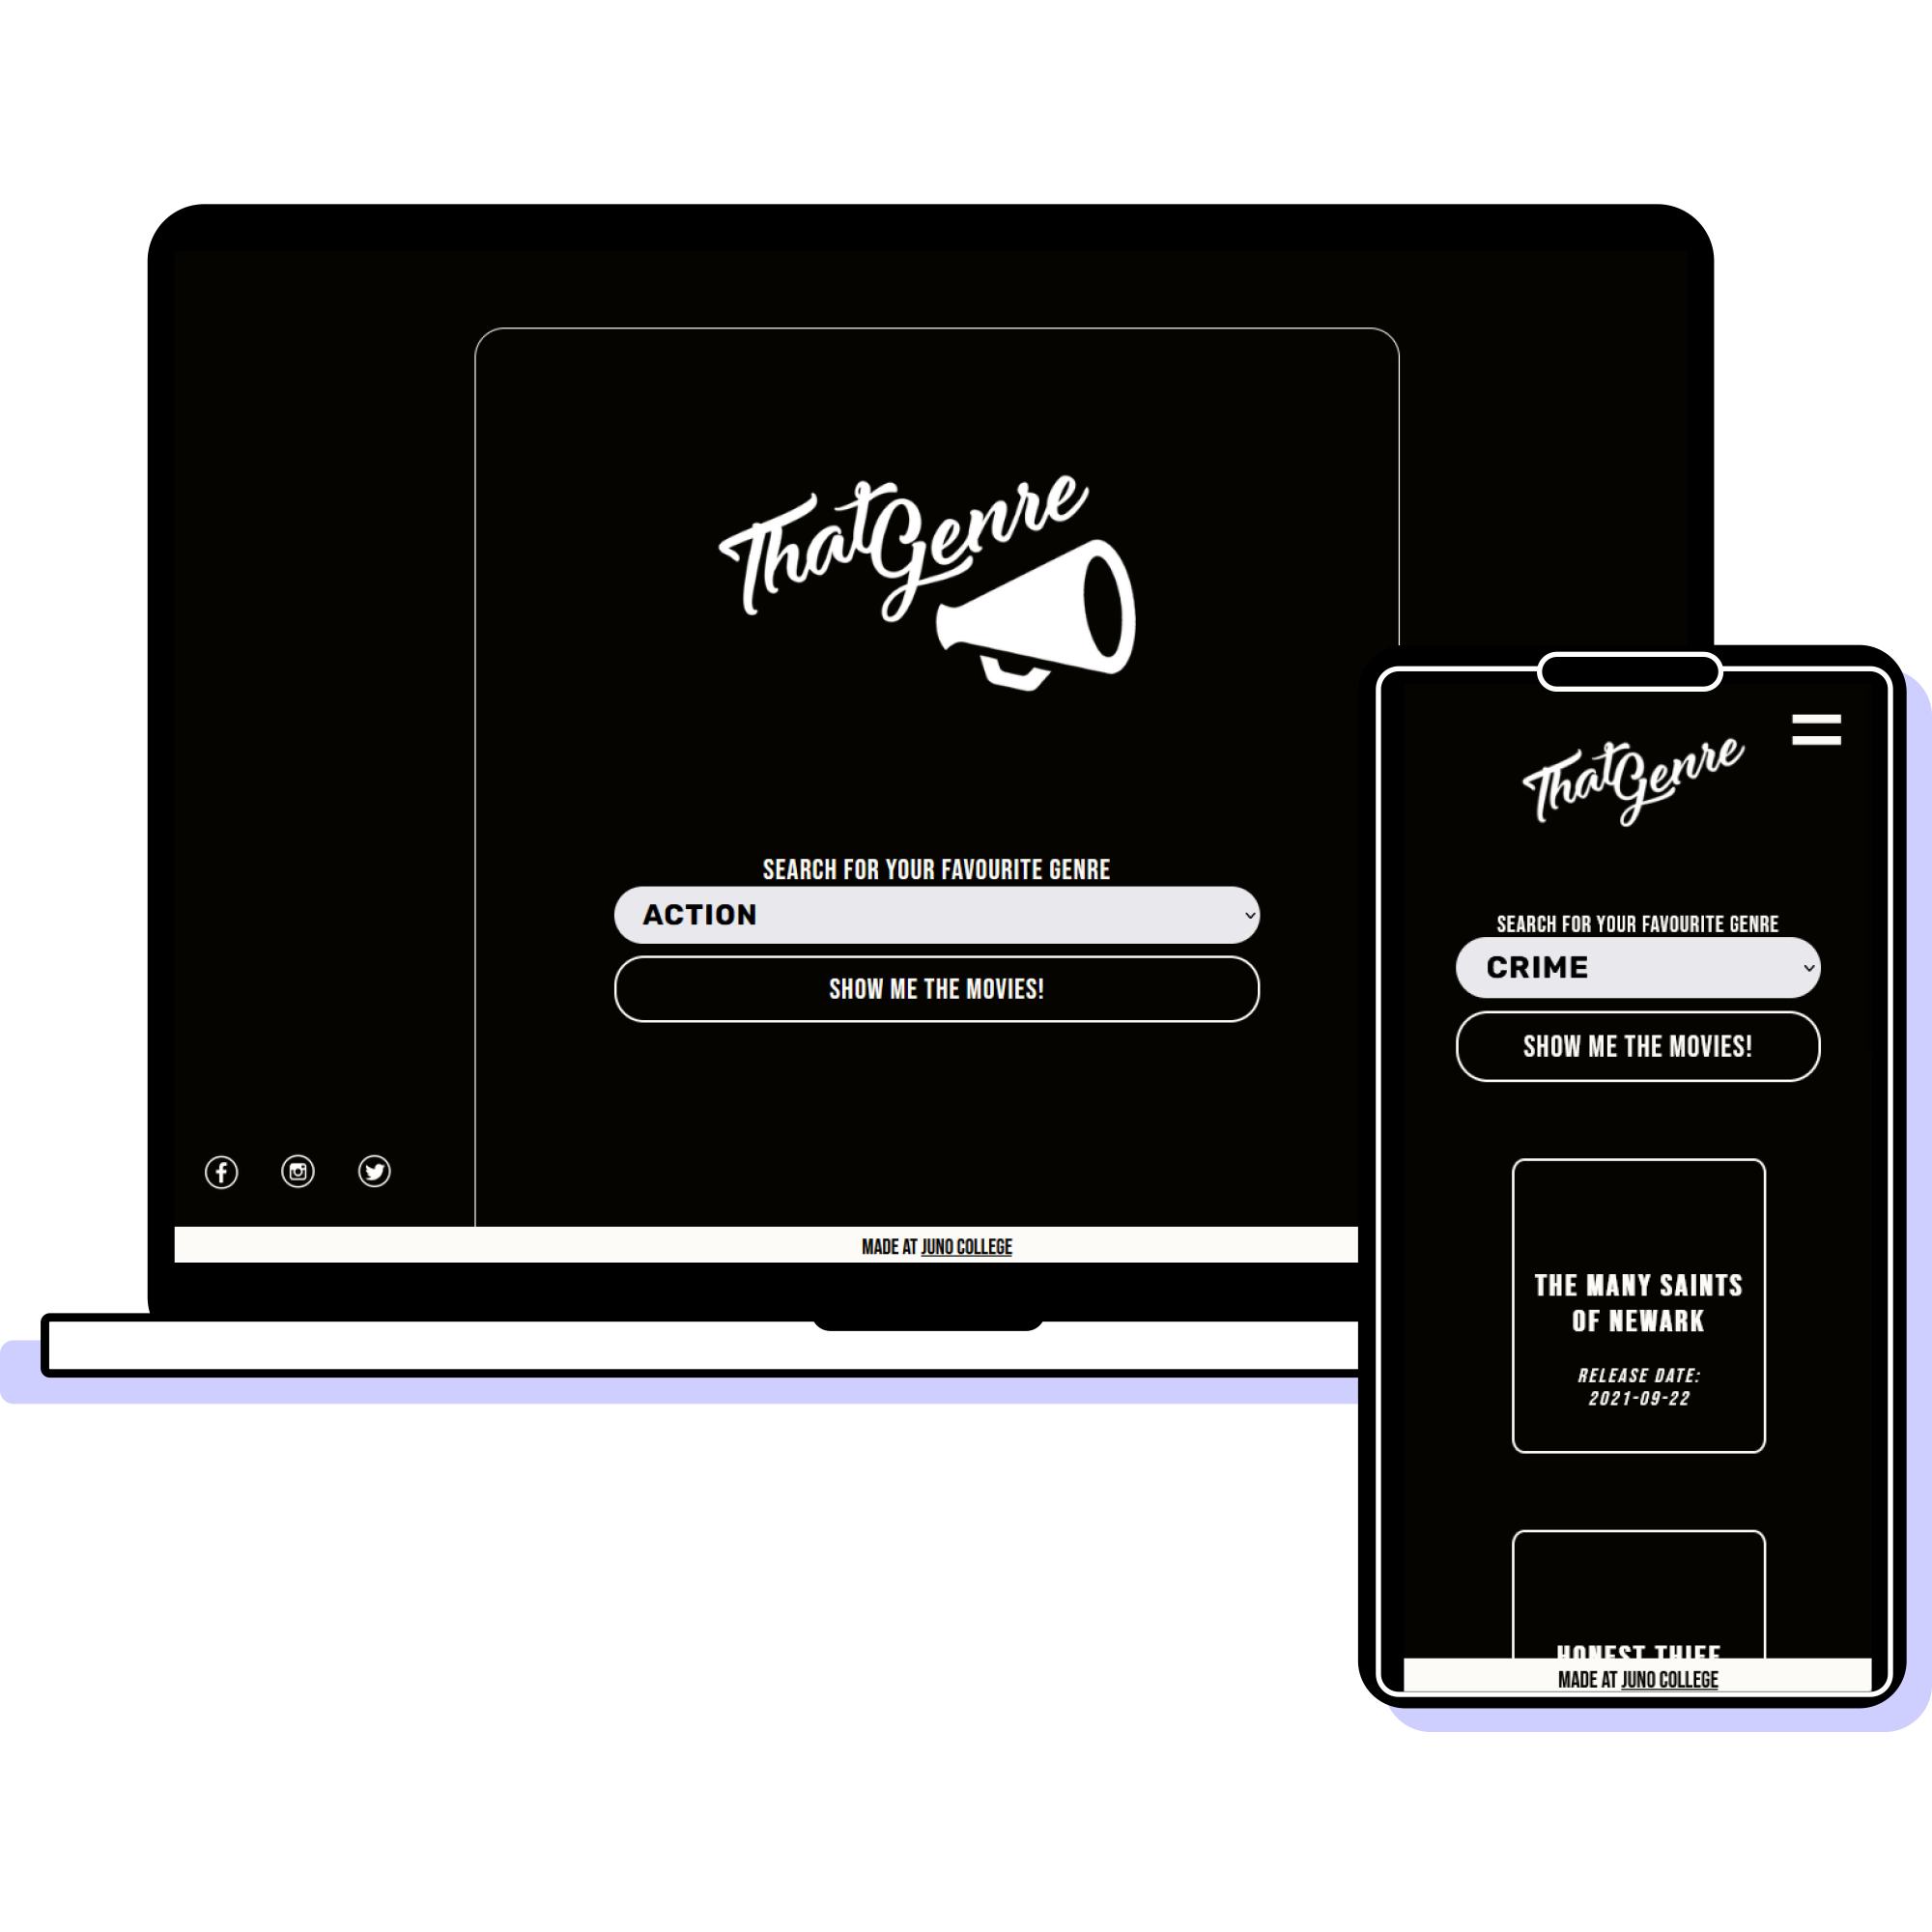 ThatGenre
SEARCH FOR YOUR FAVOURITE GENRE
ACTION
SHOW ME THE MOVIES!
MADE AT JUNO COLLEGE
ThatGenre
SEARCH FOR YOUR FAVOURITE GENRE
CRIME
SHOW ME THE MOVIES!
THE MANY SAINTS
OF NEWARK
RELEASE DATE:
2021-09-22
HONEST THIEF
MADE AT JUNO COLLEGE